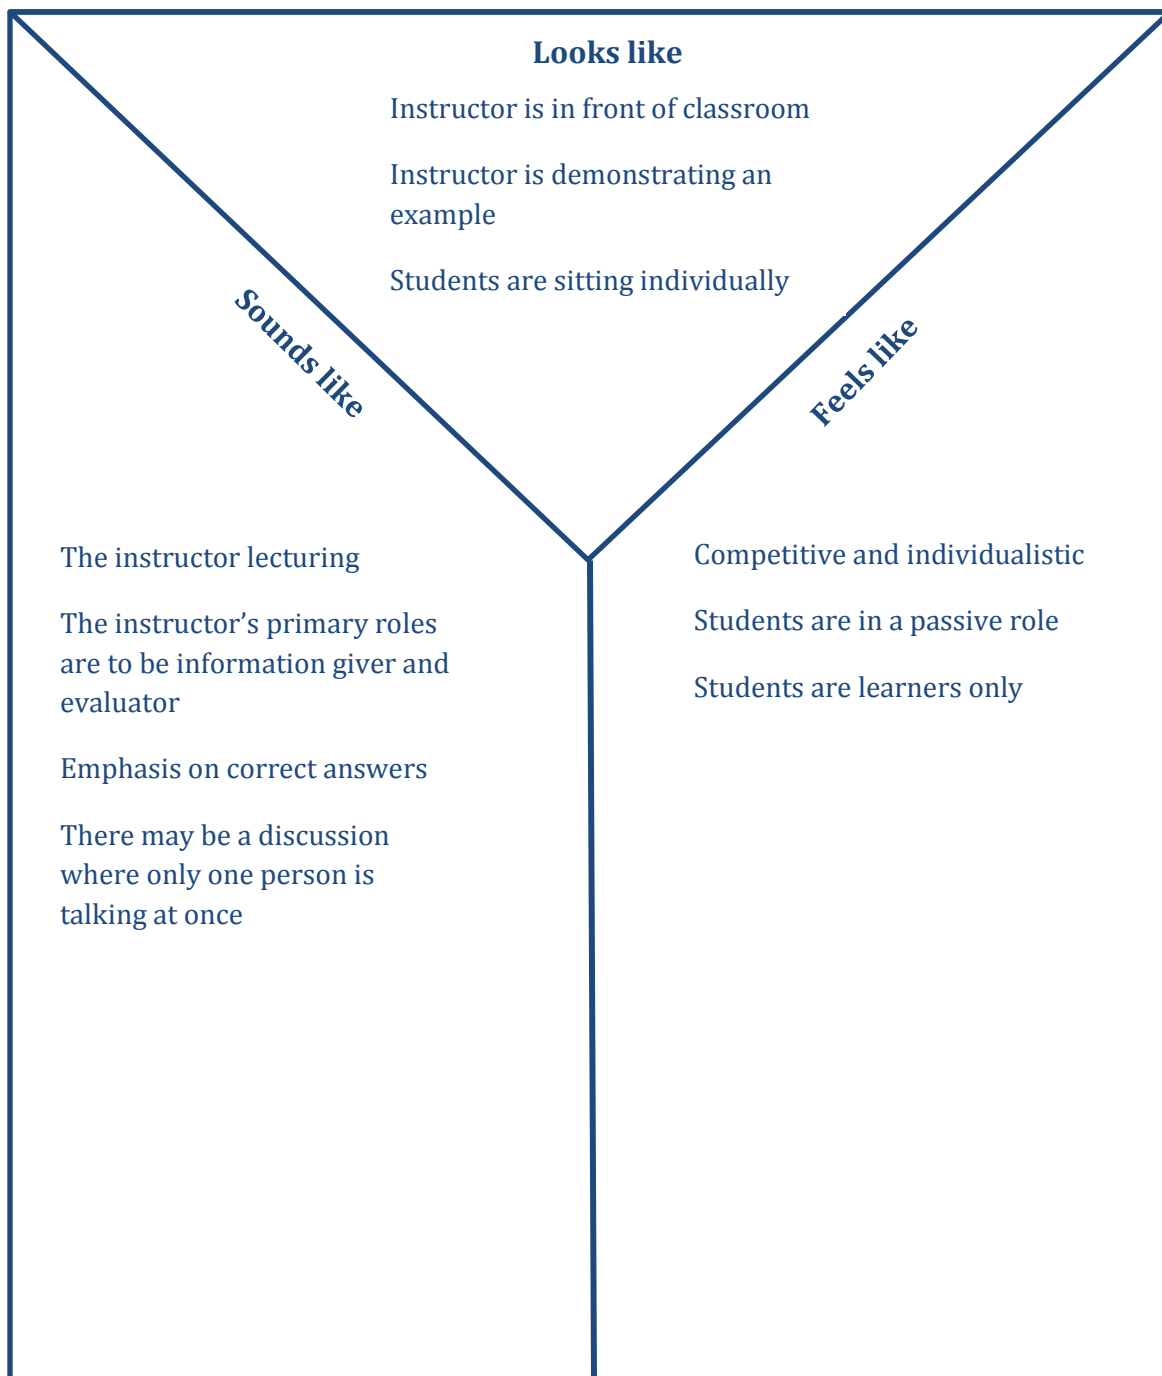 Looks like
Instructor is in front of classroom
Instructor is demonstrating an
example
Students are sitting individually
Sounds like
The instructor lecturing
The instructor’s primary roles
are to be information giver and
evaluator
Emphasis on correct answers
There may be a discussion
where only one person is
talking at once
Feels like
Competitive and individualistic
Students are in a passive role
Students are learners only